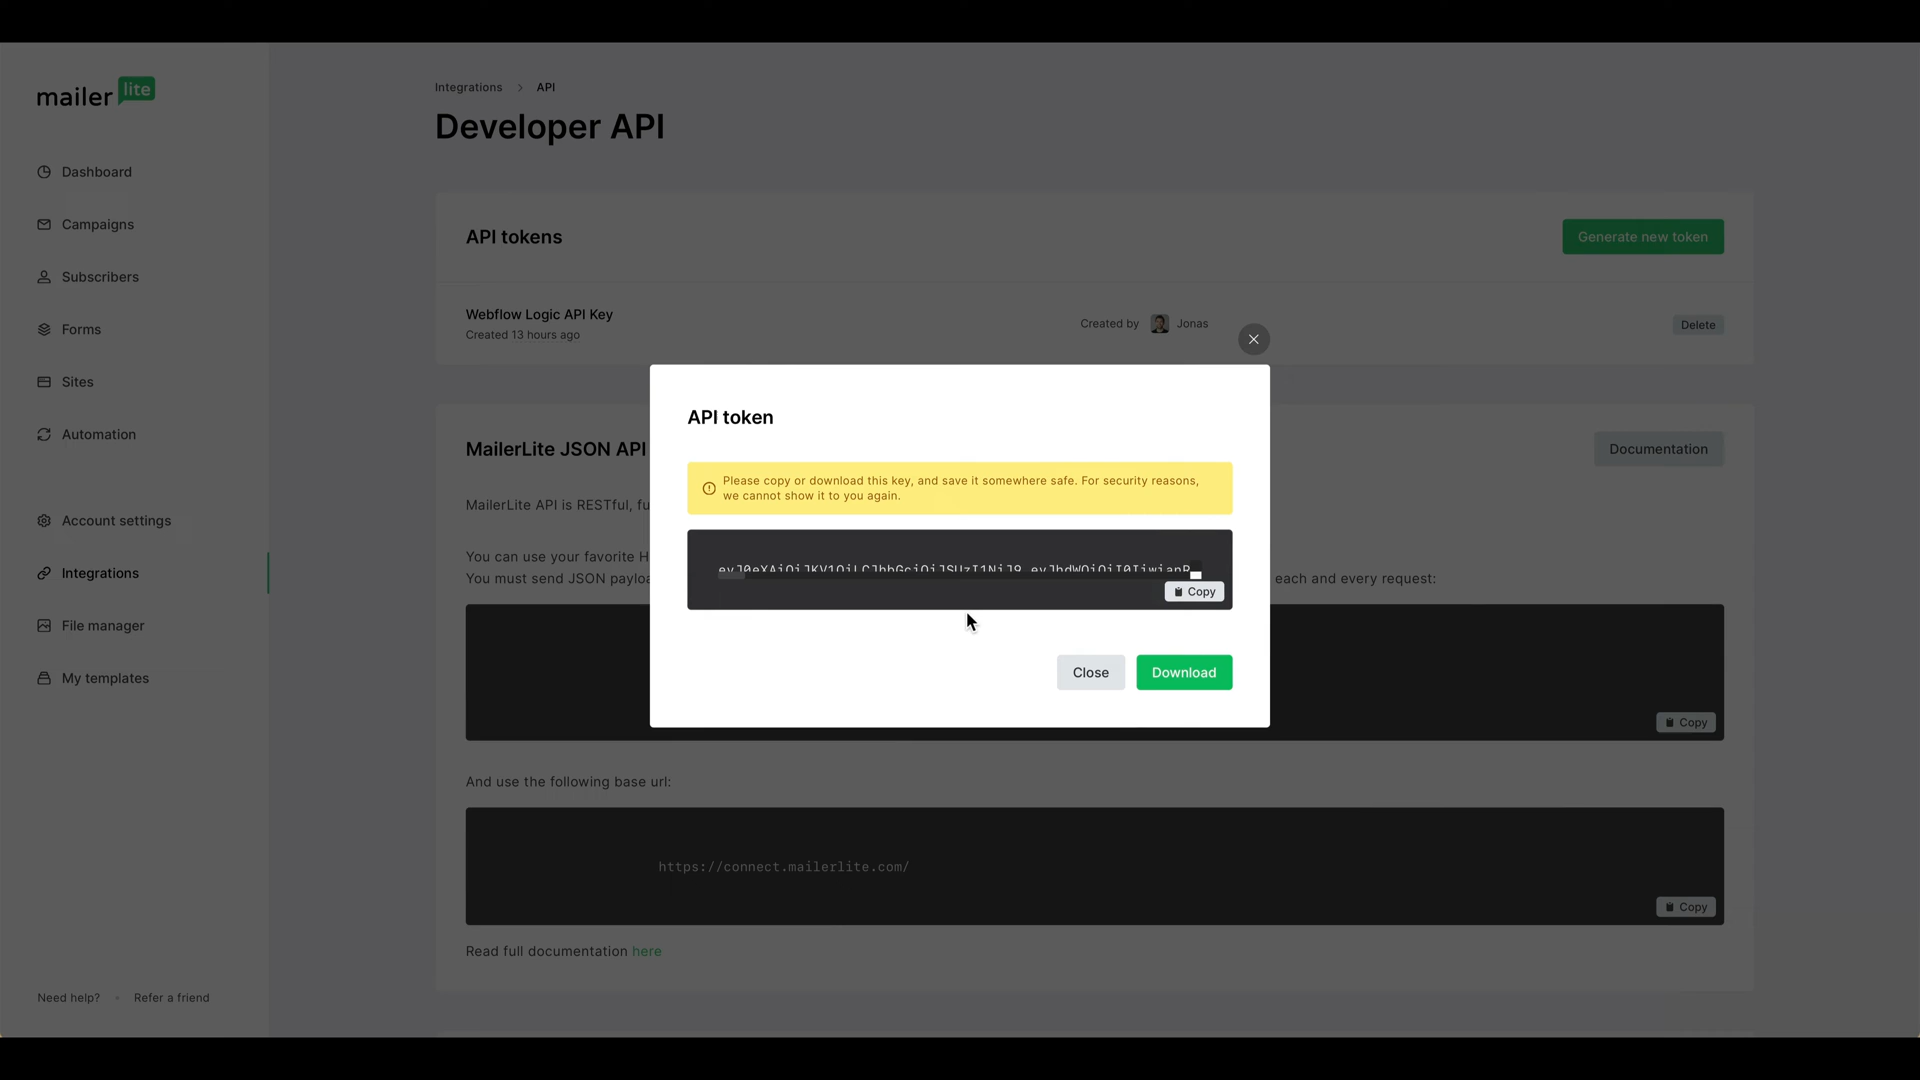 mailer lite
Integrations > API
Developer API
Dashboard
Campaigns
Subscribers
Forms
Sites
Automation
Account settings
Integrations
File manager
My templates
Need help? • Refer a friend
API tokens
Generate new token
Webflow Logic API Key
Created 13 hours ago
Created by Jonas
Delete
MailerLite JSON API
Documentation
MailerLite API is RESTful, fu
You can use your favorite H
You must send JSON paylo
each and every request:
API token
Please copy or download this key, and save it somewhere safe. For security reasons,
we cannot show it to you again.
Copy
Close
Download
Copy
And use the following base url:
https://connect.mailerlite.com/
Copy
Read full documentation here